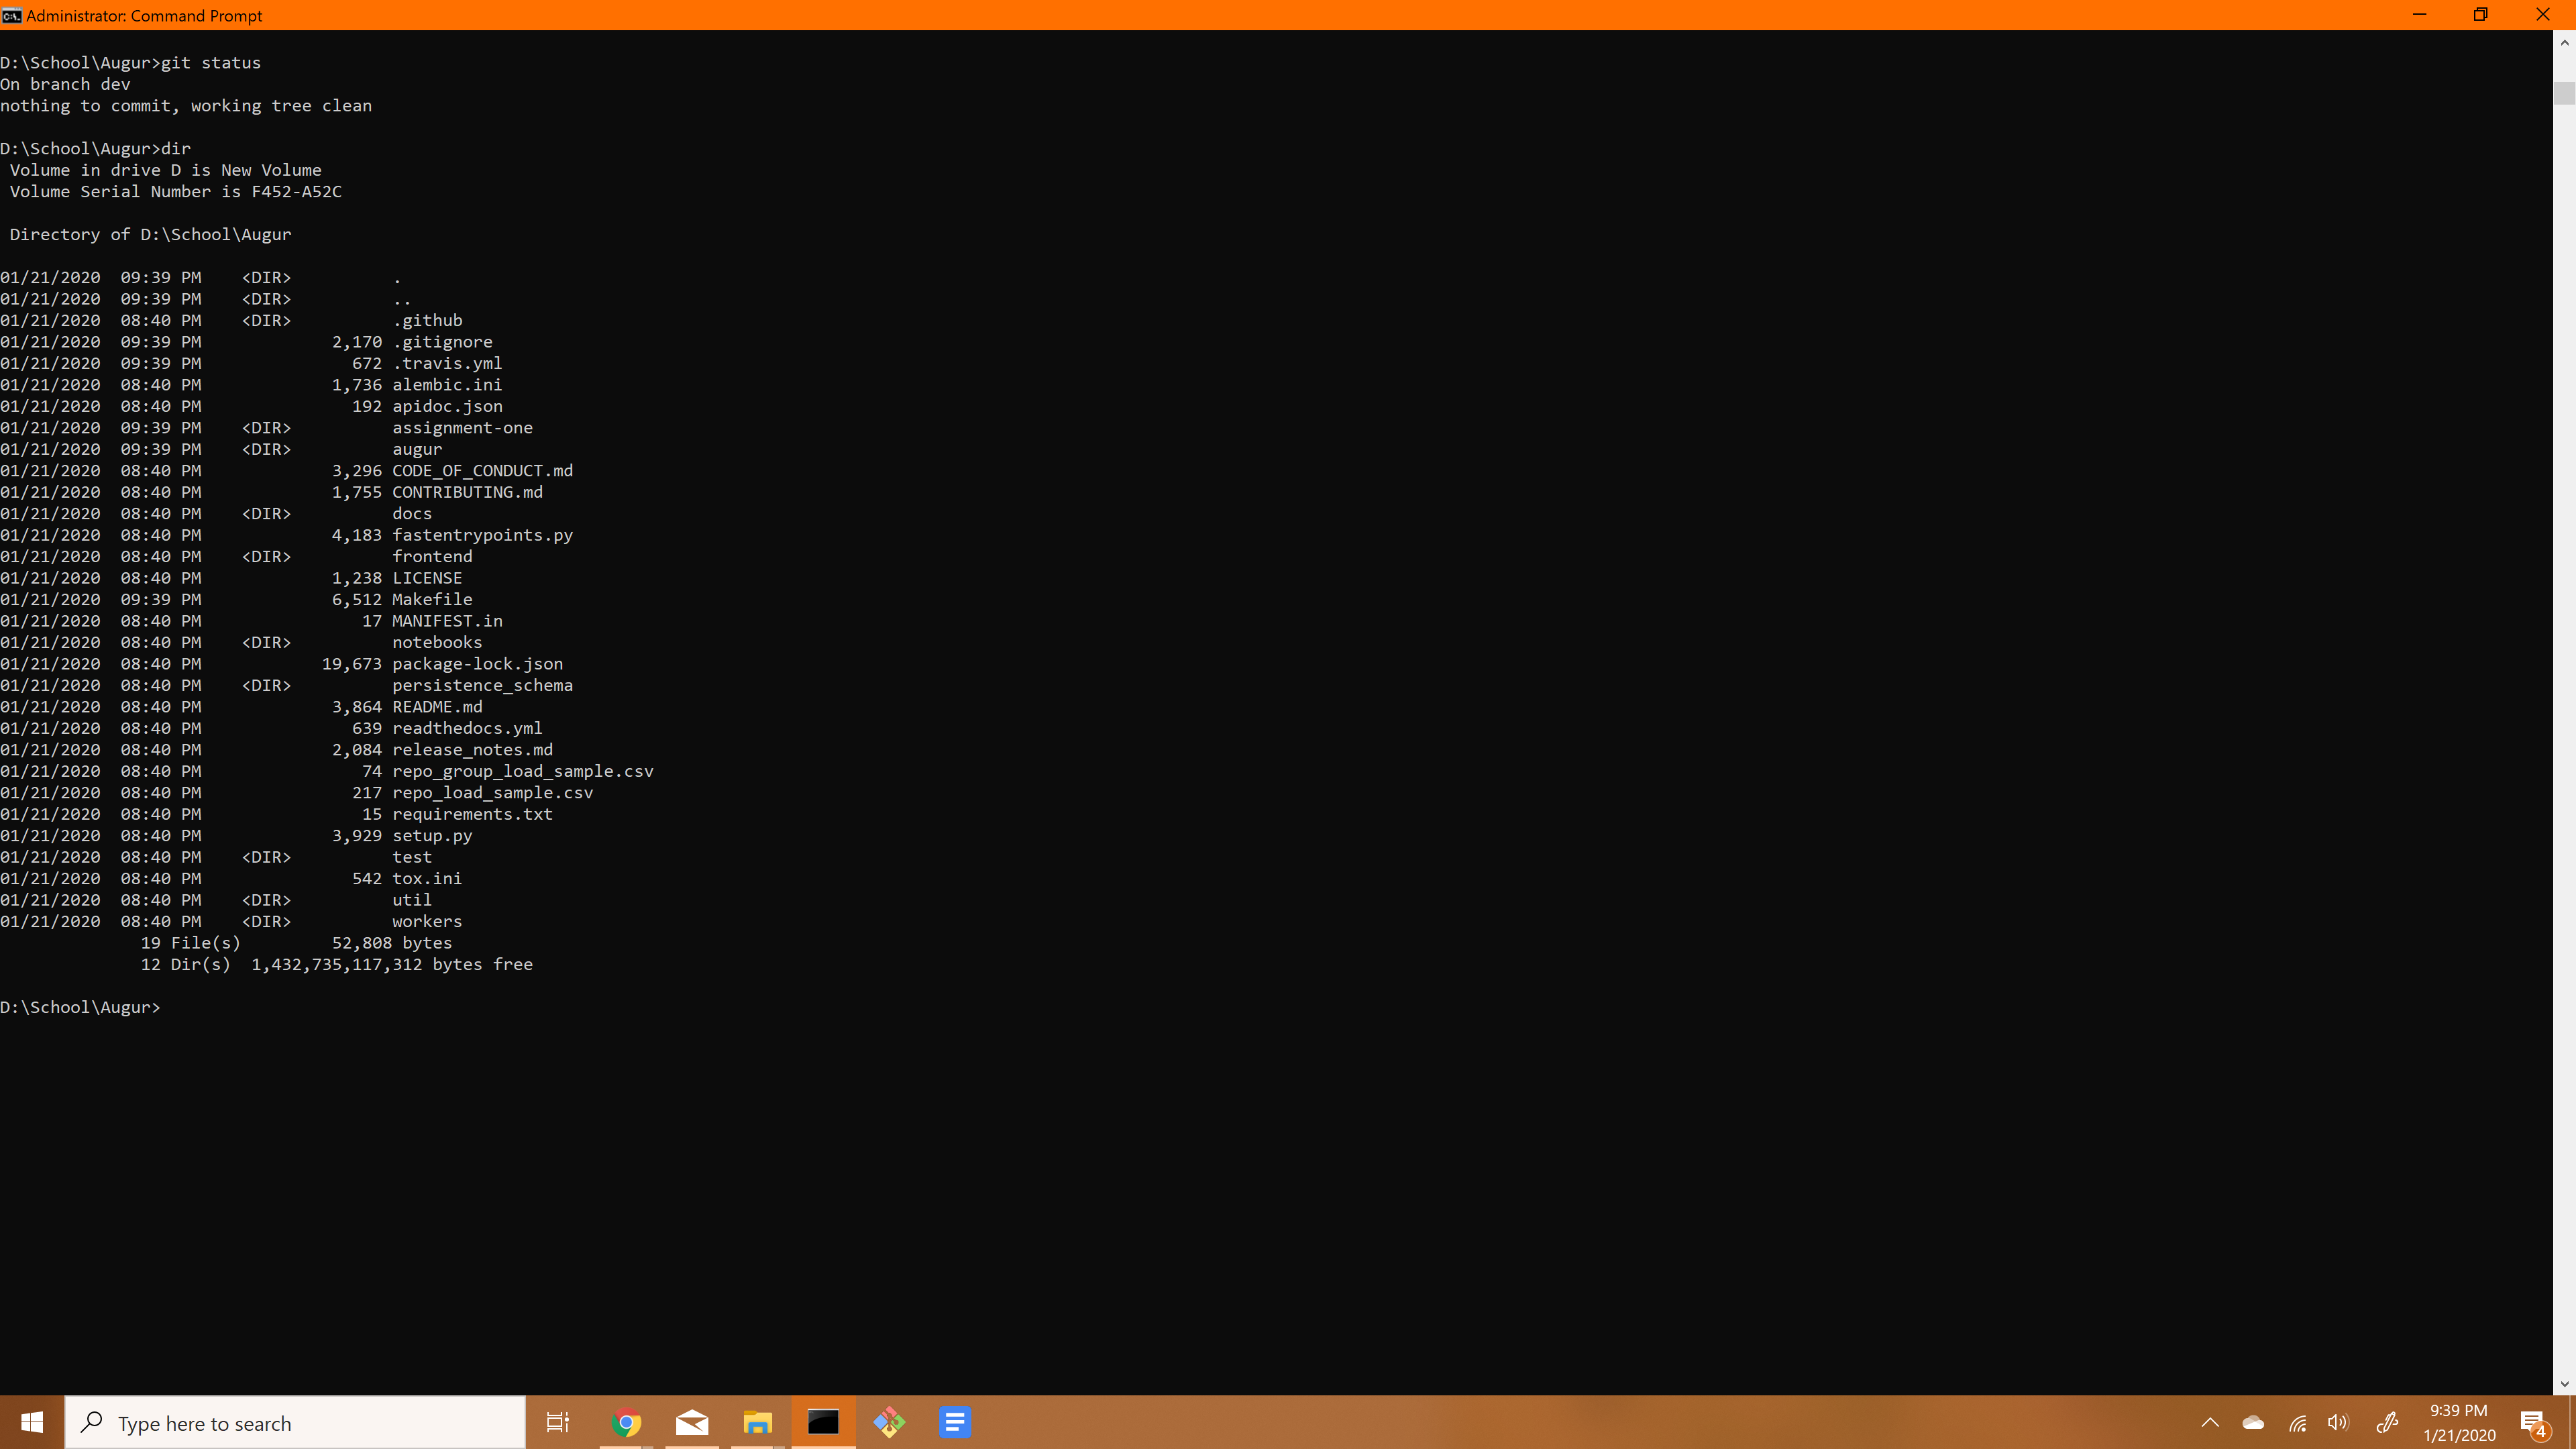 Administrator: Command Prompt
D:\School\Augur>git status
On branch dev
nothing to commit, working tree clean
D:\School\Augur>dir
 Volume in drive D is New Volume
 Volume Serial Number is F452-A52C
 Directory of D:\School\Augur
01/21/2020  09:39 PM    <DIR>          .
01/21/2020  09:39 PM    <DIR>          ..
01/21/2020  08:40 PM    <DIR>          .github
01/21/2020  09:39 PM             2,170 .gitignore
01/21/2020  09:39 PM               672 .travis.yml
01/21/2020  08:40 PM             1,736 alembic.ini
01/21/2020  08:40 PM               192 apidoc.json
01/21/2020  09:39 PM    <DIR>          assignment-one
01/21/2020  09:39 PM    <DIR>          augur
01/21/2020  08:40 PM             3,296 CODE_OF_CONDUCT.md
01/21/2020  08:40 PM             1,755 CONTRIBUTING.md
01/21/2020  08:40 PM    <DIR>          docs
01/21/2020  08:40 PM             4,183 fastentrypoints.py
01/21/2020  08:40 PM    <DIR>          frontend
01/21/2020  08:40 PM             1,238 LICENSE
01/21/2020  09:39 PM             6,512 Makefile
01/21/2020  08:40 PM                17 MANIFEST.in
01/21/2020  08:40 PM    <DIR>          notebooks
01/21/2020  08:40 PM            19,673 package-lock.json
01/21/2020  08:40 PM    <DIR>          persistence_schema
01/21/2020  08:40 PM             3,864 README.md
01/21/2020  08:40 PM               639 readthedocs.yml
01/21/2020  08:40 PM             2,084 release_notes.md
01/21/2020  08:40 PM                74 repo_group_load_sample.csv
01/21/2020  08:40 PM               217 repo_load_sample.csv
01/21/2020  08:40 PM                15 requirements.txt
01/21/2020  08:40 PM             3,929 setup.py
01/21/2020  08:40 PM    <DIR>          test
01/21/2020  08:40 PM               542 tox.ini
01/21/2020  08:40 PM    <DIR>          util
01/21/2020  08:40 PM    <DIR>          workers
              19 File(s)         52,808 bytes
              12 Dir(s)  1,432,735,117,312 bytes free
D:\School\Augur>
Type here to search
9:39 PM
1/21/2020
4